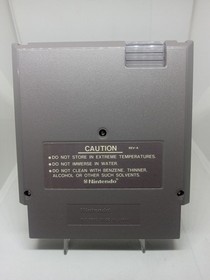 CAUTION
REV-A
●DO NOT STORE IN EXTREME TEMPERATURES.
●DO NOT IMMERSE IN WATER.
●DO NOT CLEAN WITH BENZENE, THINNER,
ALCOHOL OR OTHER SUCH SOLVENTS.
®Nintendo